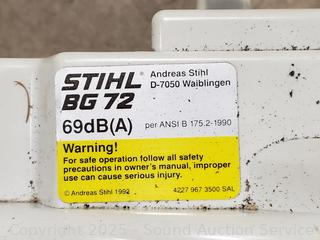 STIHL
BG 72
Andreas Stihl
D-7050 Waiblingen
69dB(A)
per ANSI B 175.2-1990
Warning!
For safe operation follow all safety
precautions in owner's manual, improper
use can cause serious injury.
© Andreas Stihl 1992
4227 967 3500 SAL
Copyright 2025 - Sound Auction Service